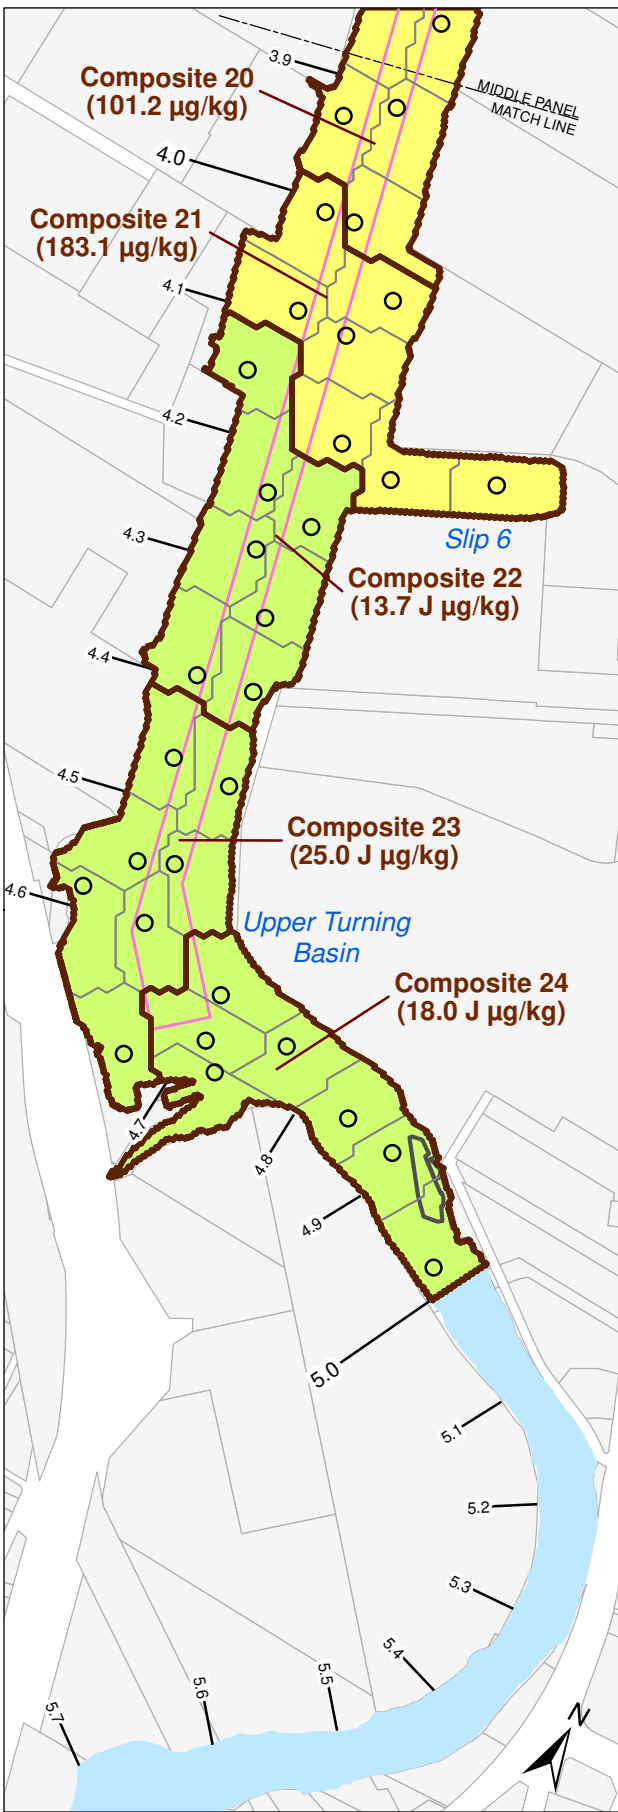 3.9
Composite 20
(101.2 µg/kg)
MIDDLE PANEL
MATCH LINE
4.0
Composite 21
(183.1 µg/kg)
4.1
4.2
Slip 6
4.3
Composite 22
(13.7 J µg/kg)
4.4
4.5
Composite 23
(25.0 J µg/kg)
4.6
Upper Turning
Basin
Composite 24
(18.0 J µg/kg)
4.7
4.8
4.9
5.0
5.1
5.2
5.3
5.4
5.5
5.6
5.7
N